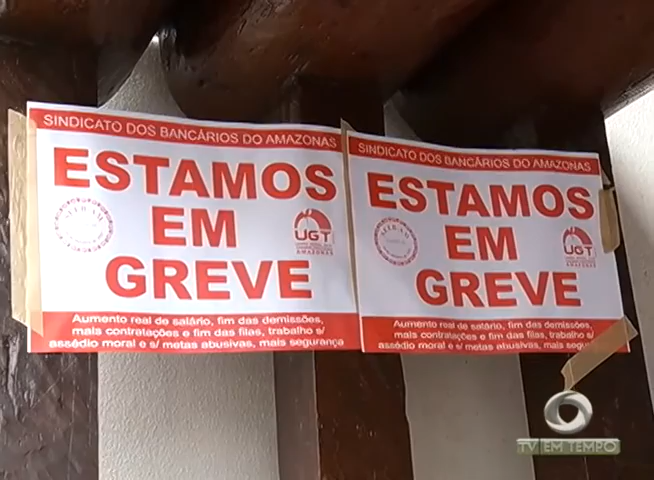 SINDICATO DOS BANCÁRIOS DO AMAZONAS
ESTAMOS
EM
GREVE
UGT
AMAZONAS
Aumento real de salário, fim das demissões,
mais contratações e fim das filas, trabalho s/
assédio moral e s/ metas abusivas, mais segurança
SINDICATO DOS BANCÁRIOS DO AMAZONAS
ESTAMOS
EM
GREVE
UGT
AMAZONAS
Aumento real de salário, fim das demissões,
mais contratações e fim das filas, trabalho s/
assédio moral e s/ metas abusivas, mais
TV EM TEMPO